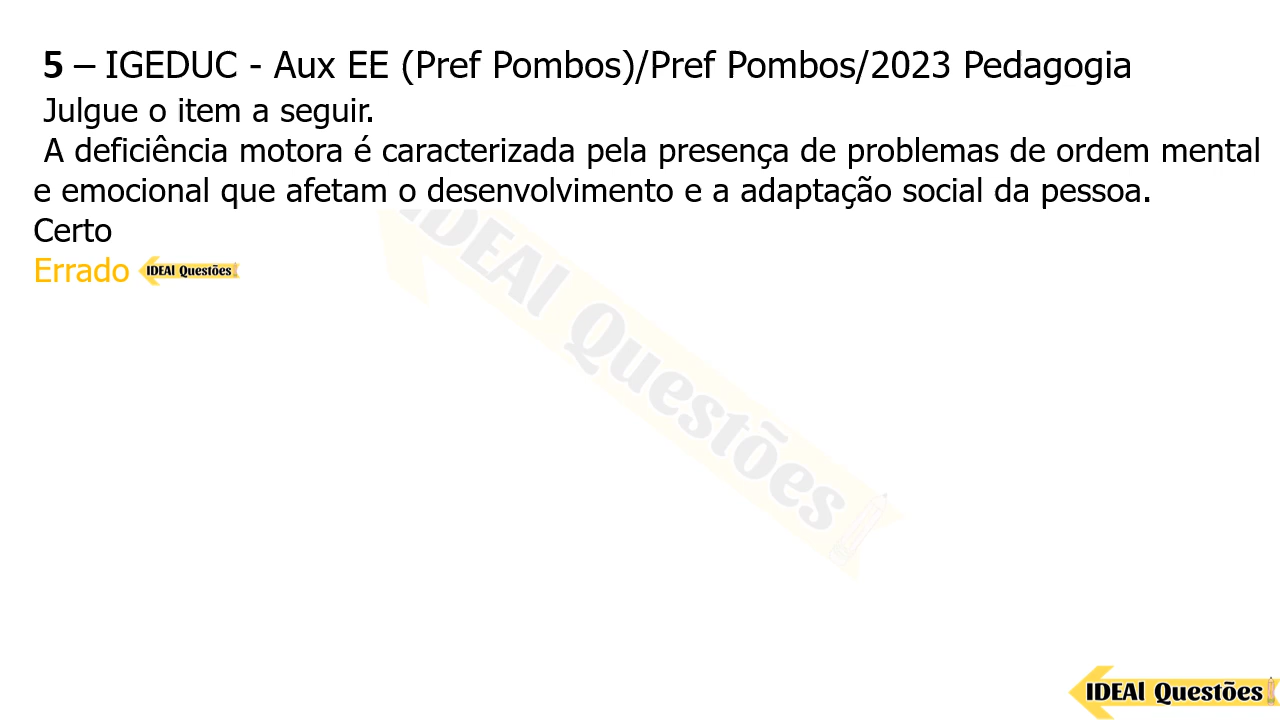 5 – IGEDUC - Aux EE (Pref Pombos)/Pref Pombos/2023 Pedagogia
Julgue o item a seguir.
A deficiência motora é caracterizada pela presença de problemas de ordem mental
e emocional que afetam o desenvolvimento e a adaptação social da pessoa.
Certo
Errado IDEAl Questões
IDEAl Questões
IDEAl Questões